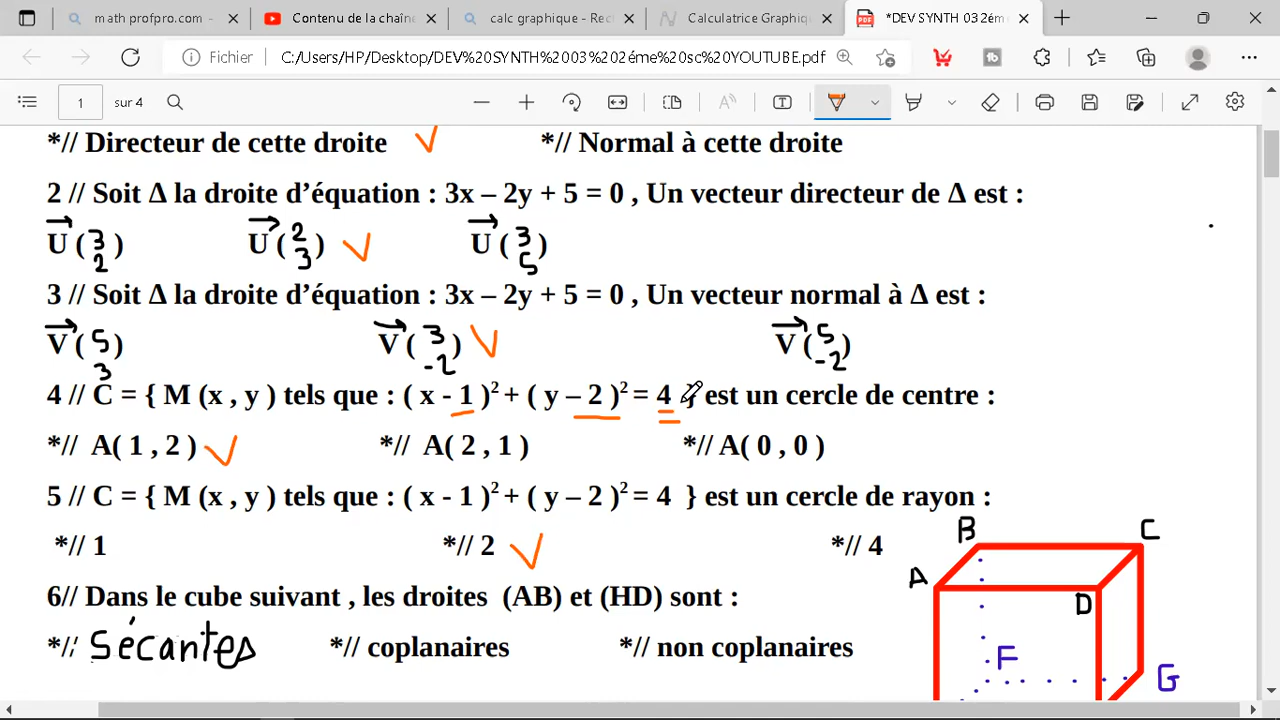 math profpro.com -
Contenu de la chaîne
calc graphique - Rec
Calculatrice Graphiq
*DEV SYNTH 03 2ém
Fichier
C:/Users/HP/Desktop/DEV%20SYNTH%2003%202éme%20sc%20YOUTUBE.pdf
1 sur 4
*// Directeur de cette droite *// Normal à cette droite
2 // Soit Δ la droite d’équation : 3x – 2y + 5 = 0 , Un vecteur directeur de Δ est :
U ( 3 2 ) U ( 2 3 ) U ( 3 5 )
3 // Soit Δ la droite d’équation : 3x – 2y + 5 = 0 , Un vecteur normal à Δ est :
V ( 5 3 ) V ( 3 -2 ) V ( 5 -2 )
4 // C = { M (x , y ) tels que : ( x - 1 )² + ( y – 2 )² = 4 } est un cercle de centre :
*// A( 1 , 2 ) *// A( 2 , 1 ) *// A( 0 , 0 )
5 // C = { M (x , y ) tels que : ( x - 1 )² + ( y – 2 )² = 4 } est un cercle de rayon :
*// 1 *// 2 *// 4
6// Dans le cube suivant , les droites (AB) et (HD) sont :
*// Sécantes *// coplanaires *// non coplanaires
B C
A D
F G